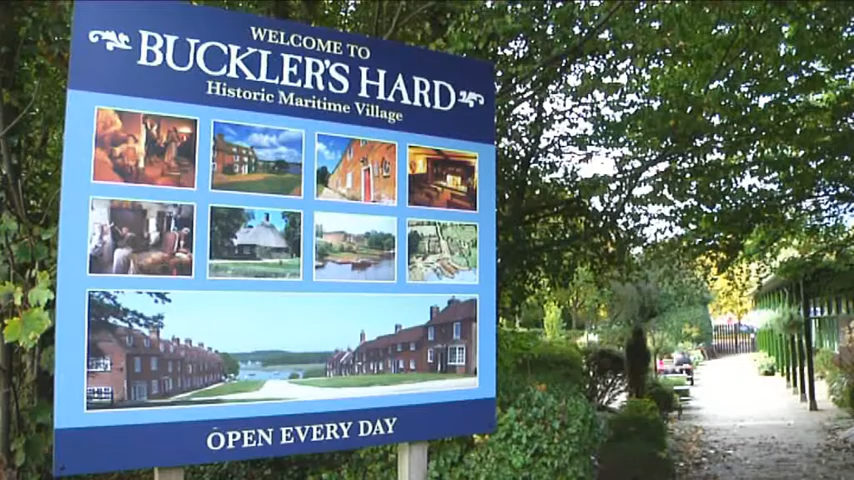 WELCOME TO
BUCKLER'S HARD
Historic Maritime Village
OPEN EVERY DAY